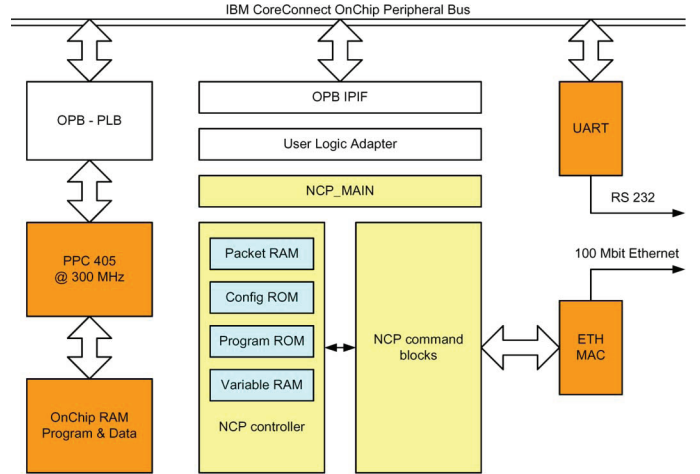 IBM CoreConnect OnChip Peripheral Bus
OPB - PLB
OPB IPIF
User Logic Adapter
NCP_MAIN
UART
RS 232
PPC 405
@ 300 MHz
Packet RAM
Config ROM
Program ROM
Variable RAM
NCP controller
NCP command
blocks
100 Mbit Ethernet
ETH
MAC
OnChip RAM
Program & Data